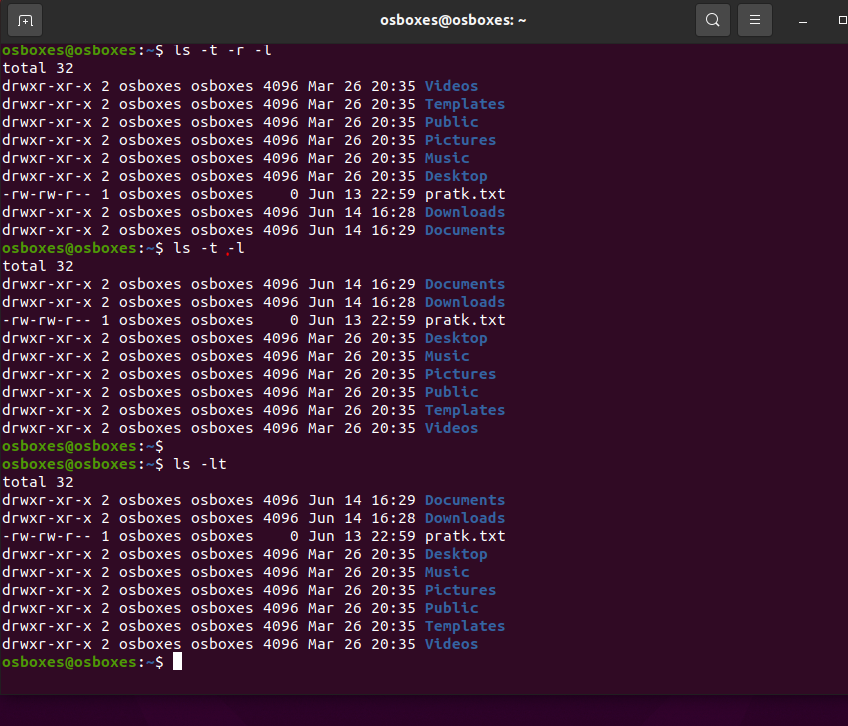 osboxes@osboxes: ~
osboxes@osboxes:~$ ls -t -r -l
total 32
drwxr-xr-x 2 osboxes osboxes 4096 Mar 26 20:35 Videos
drwxr-xr-x 2 osboxes osboxes 4096 Mar 26 20:35 Templates
drwxr-xr-x 2 osboxes osboxes 4096 Mar 26 20:35 Public
drwxr-xr-x 2 osboxes osboxes 4096 Mar 26 20:35 Pictures
drwxr-xr-x 2 osboxes osboxes 4096 Mar 26 20:35 Music
drwxr-xr-x 2 osboxes osboxes 4096 Mar 26 20:35 Desktop
-rw-rw-r-- 1 osboxes osboxes    0 Jun 13 22:59 pratk.txt
drwxr-xr-x 2 osboxes osboxes 4096 Jun 14 16:28 Downloads
drwxr-xr-x 2 osboxes osboxes 4096 Jun 14 16:29 Documents
osboxes@osboxes:~$ ls -t -l
total 32
drwxr-xr-x 2 osboxes osboxes 4096 Jun 14 16:29 Documents
drwxr-xr-x 2 osboxes osboxes 4096 Jun 14 16:28 Downloads
-rw-rw-r-- 1 osboxes osboxes    0 Jun 13 22:59 pratk.txt
drwxr-xr-x 2 osboxes osboxes 4096 Mar 26 20:35 Desktop
drwxr-xr-x 2 osboxes osboxes 4096 Mar 26 20:35 Music
drwxr-xr-x 2 osboxes osboxes 4096 Mar 26 20:35 Pictures
drwxr-xr-x 2 osboxes osboxes 4096 Mar 26 20:35 Public
drwxr-xr-x 2 osboxes osboxes 4096 Mar 26 20:35 Templates
drwxr-xr-x 2 osboxes osboxes 4096 Mar 26 20:35 Videos
osboxes@osboxes:~$
osboxes@osboxes:~$ ls -lt
total 32
drwxr-xr-x 2 osboxes osboxes 4096 Jun 14 16:29 Documents
drwxr-xr-x 2 osboxes osboxes 4096 Jun 14 16:28 Downloads
-rw-rw-r-- 1 osboxes osboxes    0 Jun 13 22:59 pratk.txt
drwxr-xr-x 2 osboxes osboxes 4096 Mar 26 20:35 Desktop
drwxr-xr-x 2 osboxes osboxes 4096 Mar 26 20:35 Music
drwxr-xr-x 2 osboxes osboxes 4096 Mar 26 20:35 Pictures
drwxr-xr-x 2 osboxes osboxes 4096 Mar 26 20:35 Public
drwxr-xr-x 2 osboxes osboxes 4096 Mar 26 20:35 Templates
drwxr-xr-x 2 osboxes osboxes 4096 Mar 26 20:35 Videos
osboxes@osboxes:~$